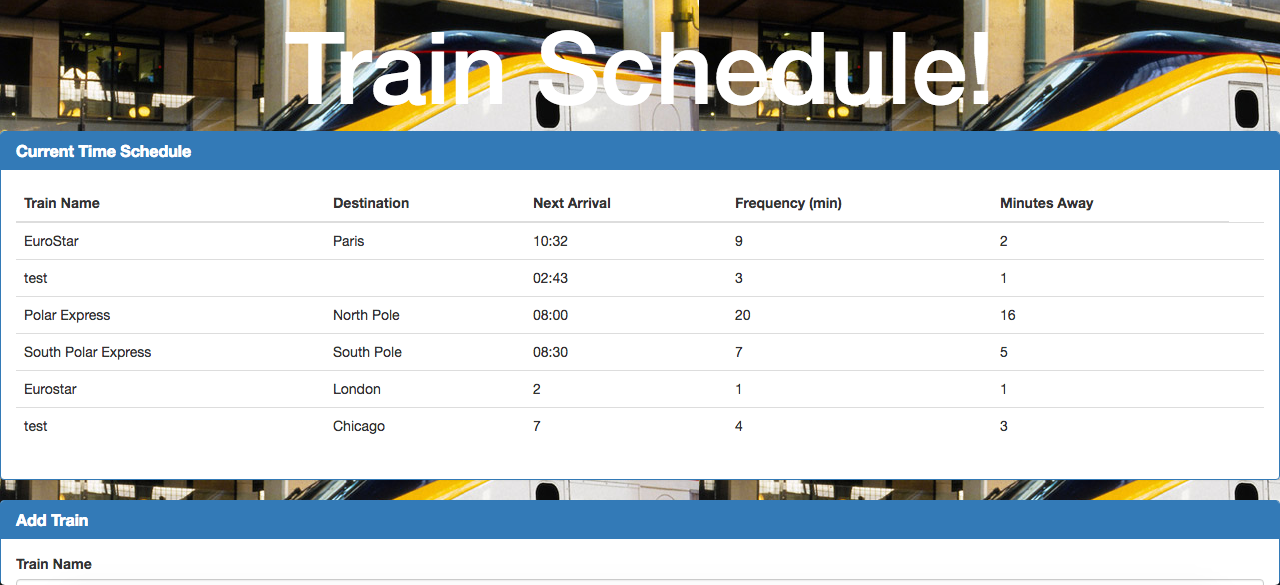 Train Schedule!
Current Time Schedule
Train Name Destination Next Arrival Frequency (min) Minutes Away
EuroStar Paris 10:32 9 2
test 02:43 3 1
Polar Express North Pole 08:00 20 16
South Polar Express South Pole 08:30 7 5
Eurostar London 2 1 1
test Chicago 7 4 3
Add Train
Train Name